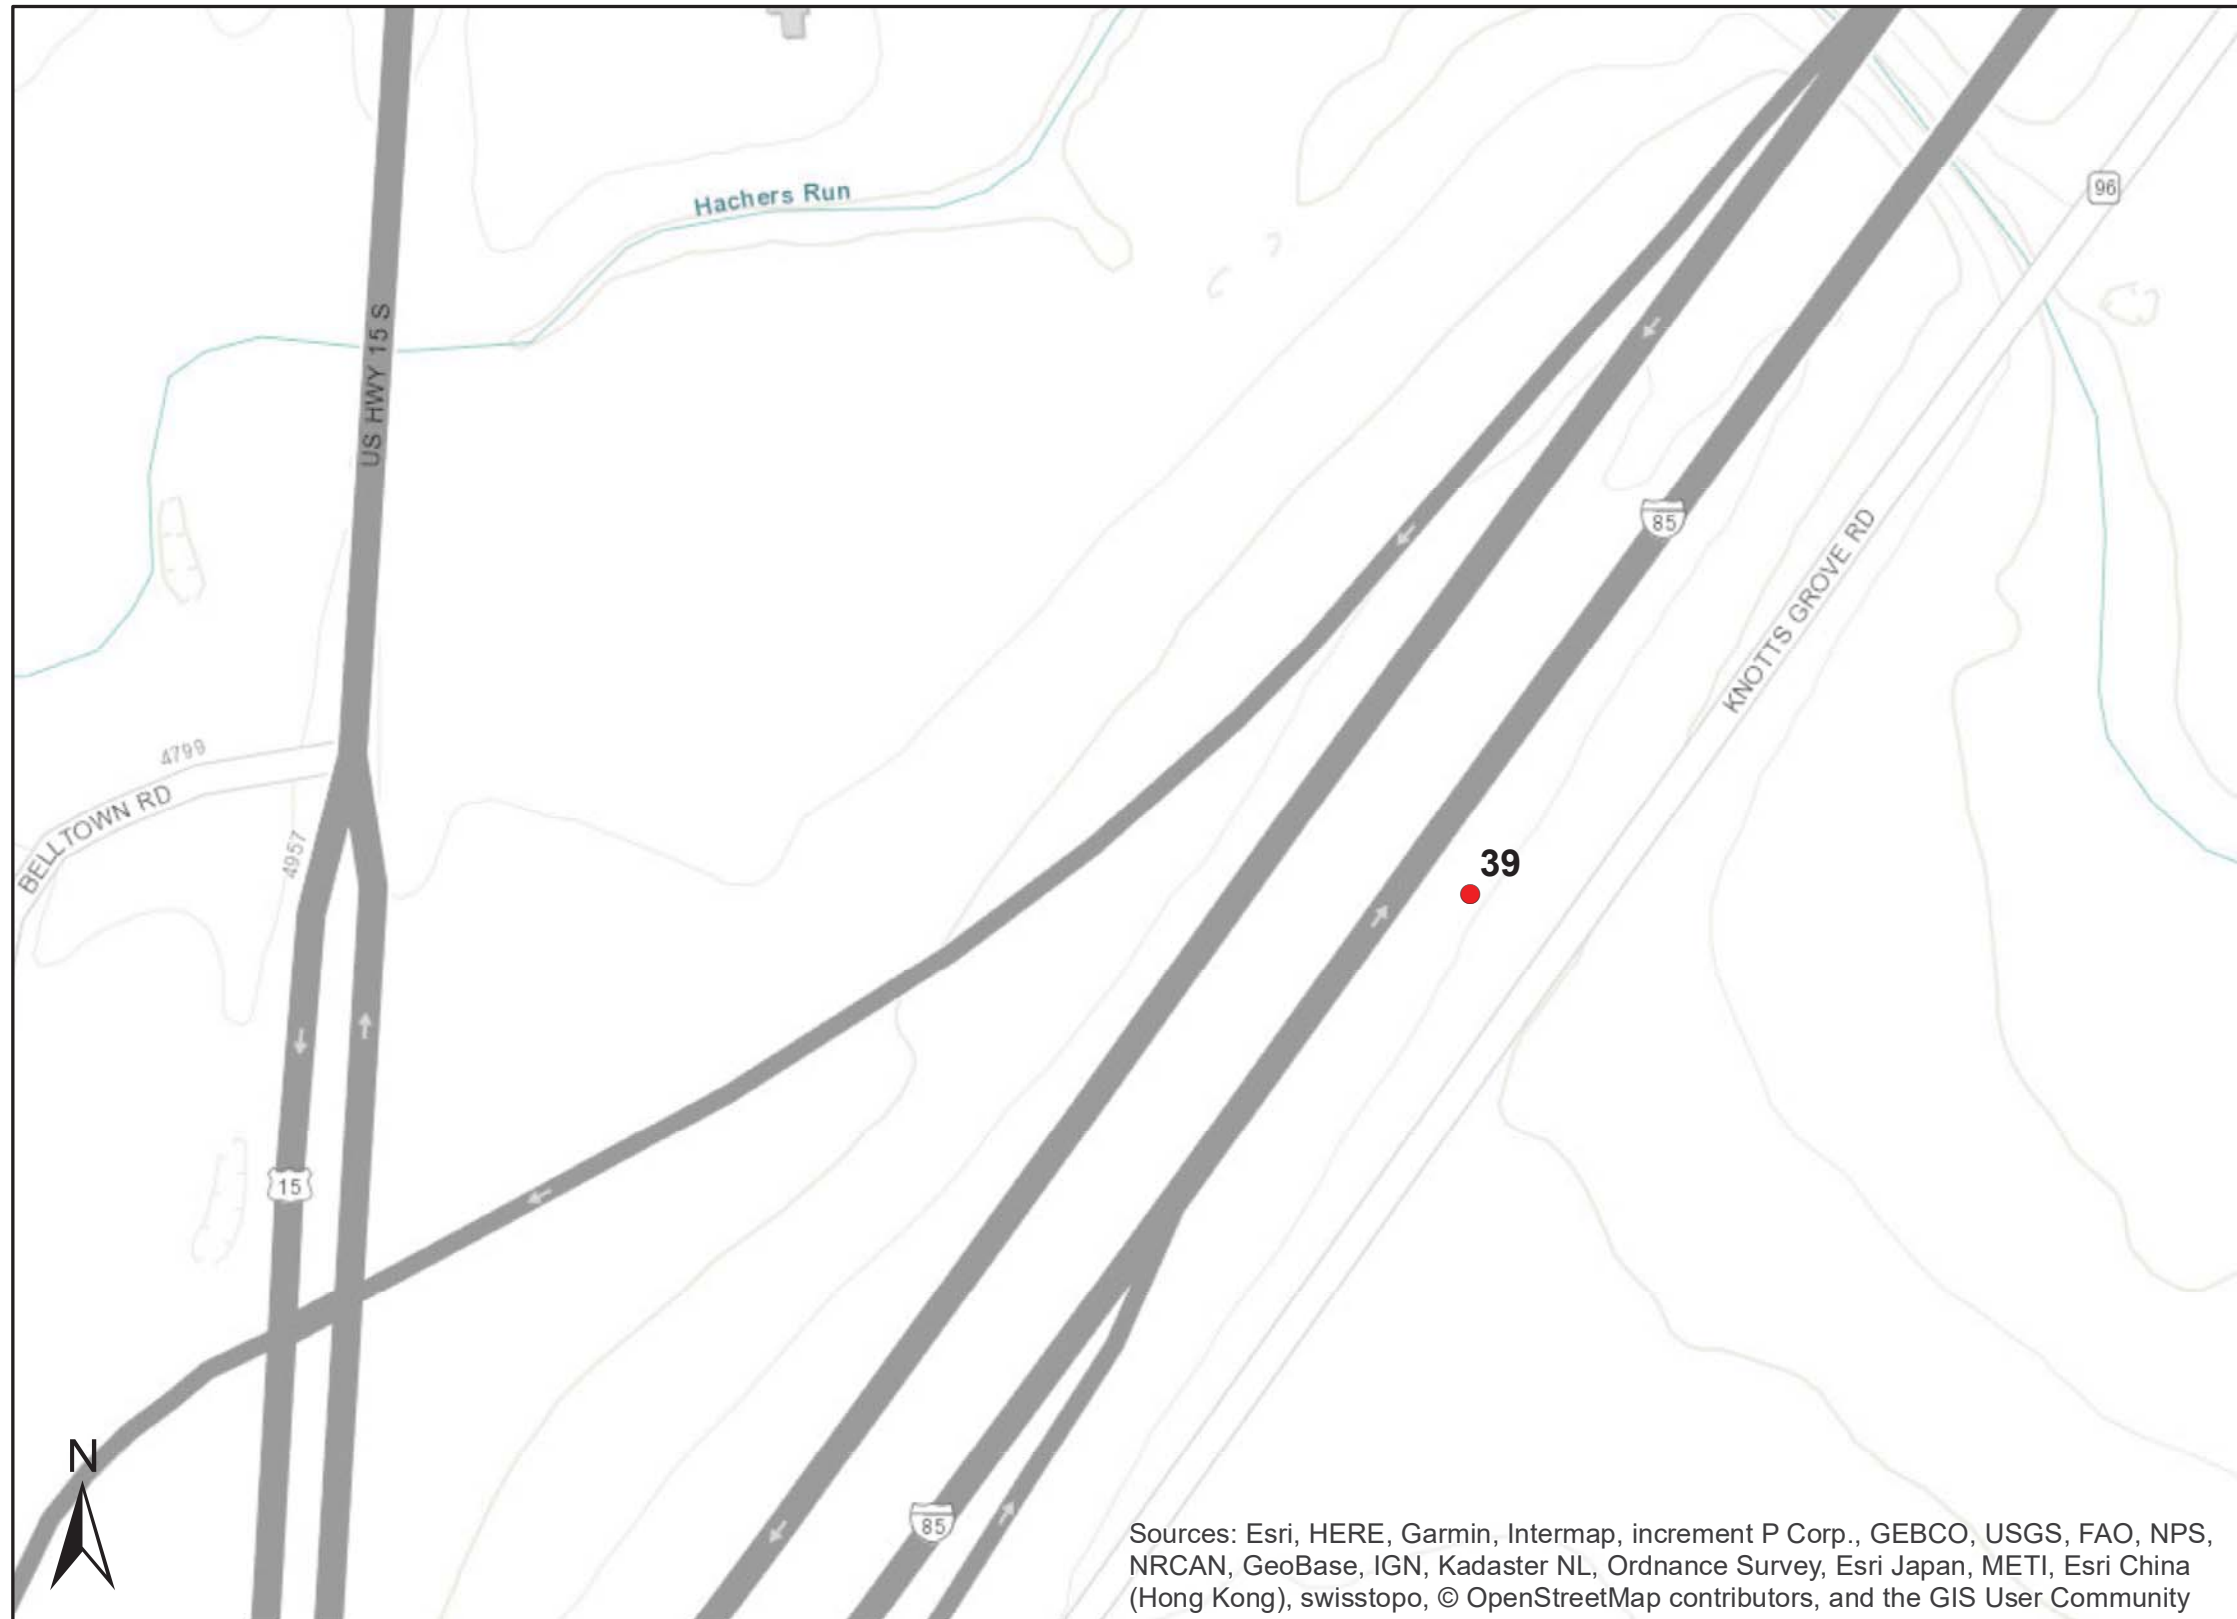 Hachers Run
96
US HWY 15 S
85
KNOTTS GROVE RD
4799
BELLTOWN RD
4957
39
15
N
85
Sources: Esri, HERE, Garmin, Intermap, increment P Corp., GEBCO, USGS, FAO, NPS,
NRCAN, GeoBase, IGN, Kadaster NL, Ordnance Survey, Esri Japan, METI, Esri China
(Hong Kong), swisstopo, © OpenStreetMap contributors, and the GIS User Community